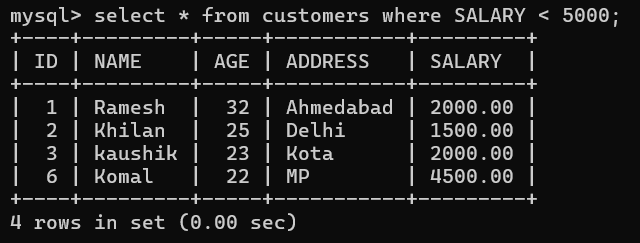 mysql> select * from customers where SALARY < 5000;
+----+---------+-----+-----------+---------+
| ID | NAME    | AGE | ADDRESS   | SALARY  |
+----+---------+-----+-----------+---------+
|  1 | Ramesh  |  32 | Ahmedabad | 2000.00 |
|  2 | Khilan  |  25 | Delhi     | 1500.00 |
|  3 | kaushik |  23 | Kota      | 2000.00 |
|  6 | Komal   |  22 | MP        | 4500.00 |
+----+---------+-----+-----------+---------+
4 rows in set (0.00 sec)